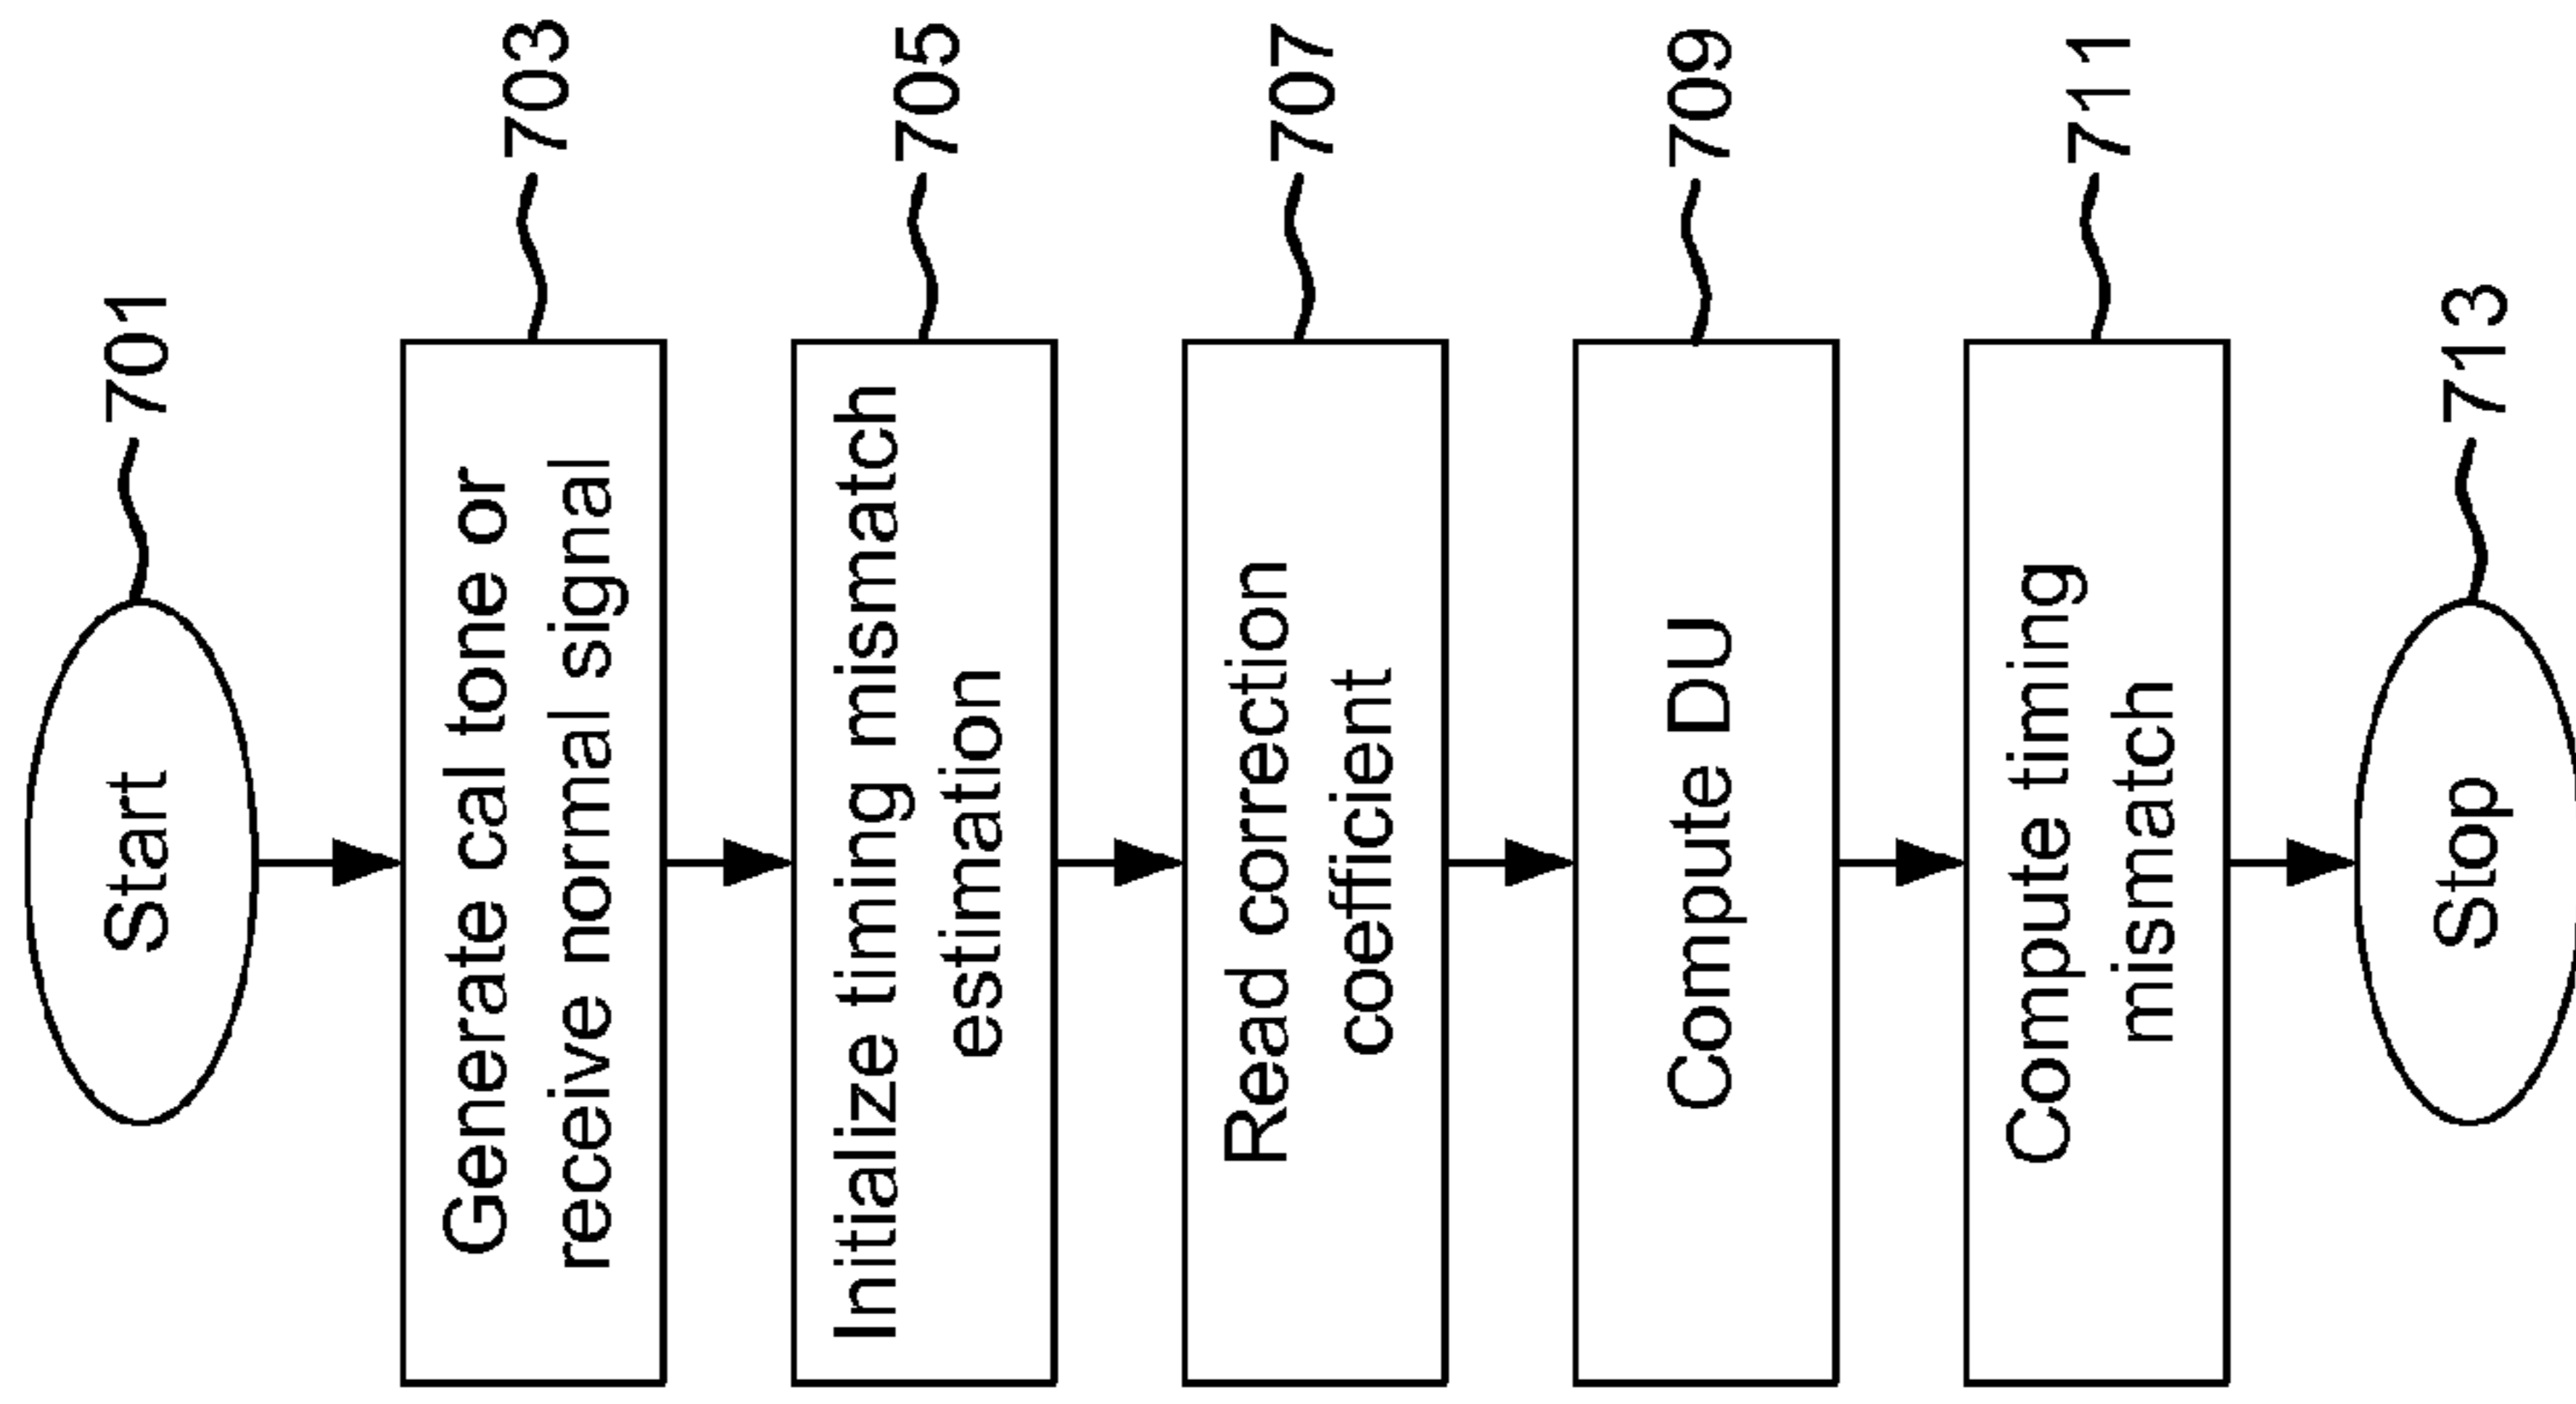 Start
701
Generate cal tone or
receive normal signal
703
Initialize timing mismatch
estimation
705
Read correction
coefficient
707
Compute DU
709
Compute timing
mismatch
711
Stop
713